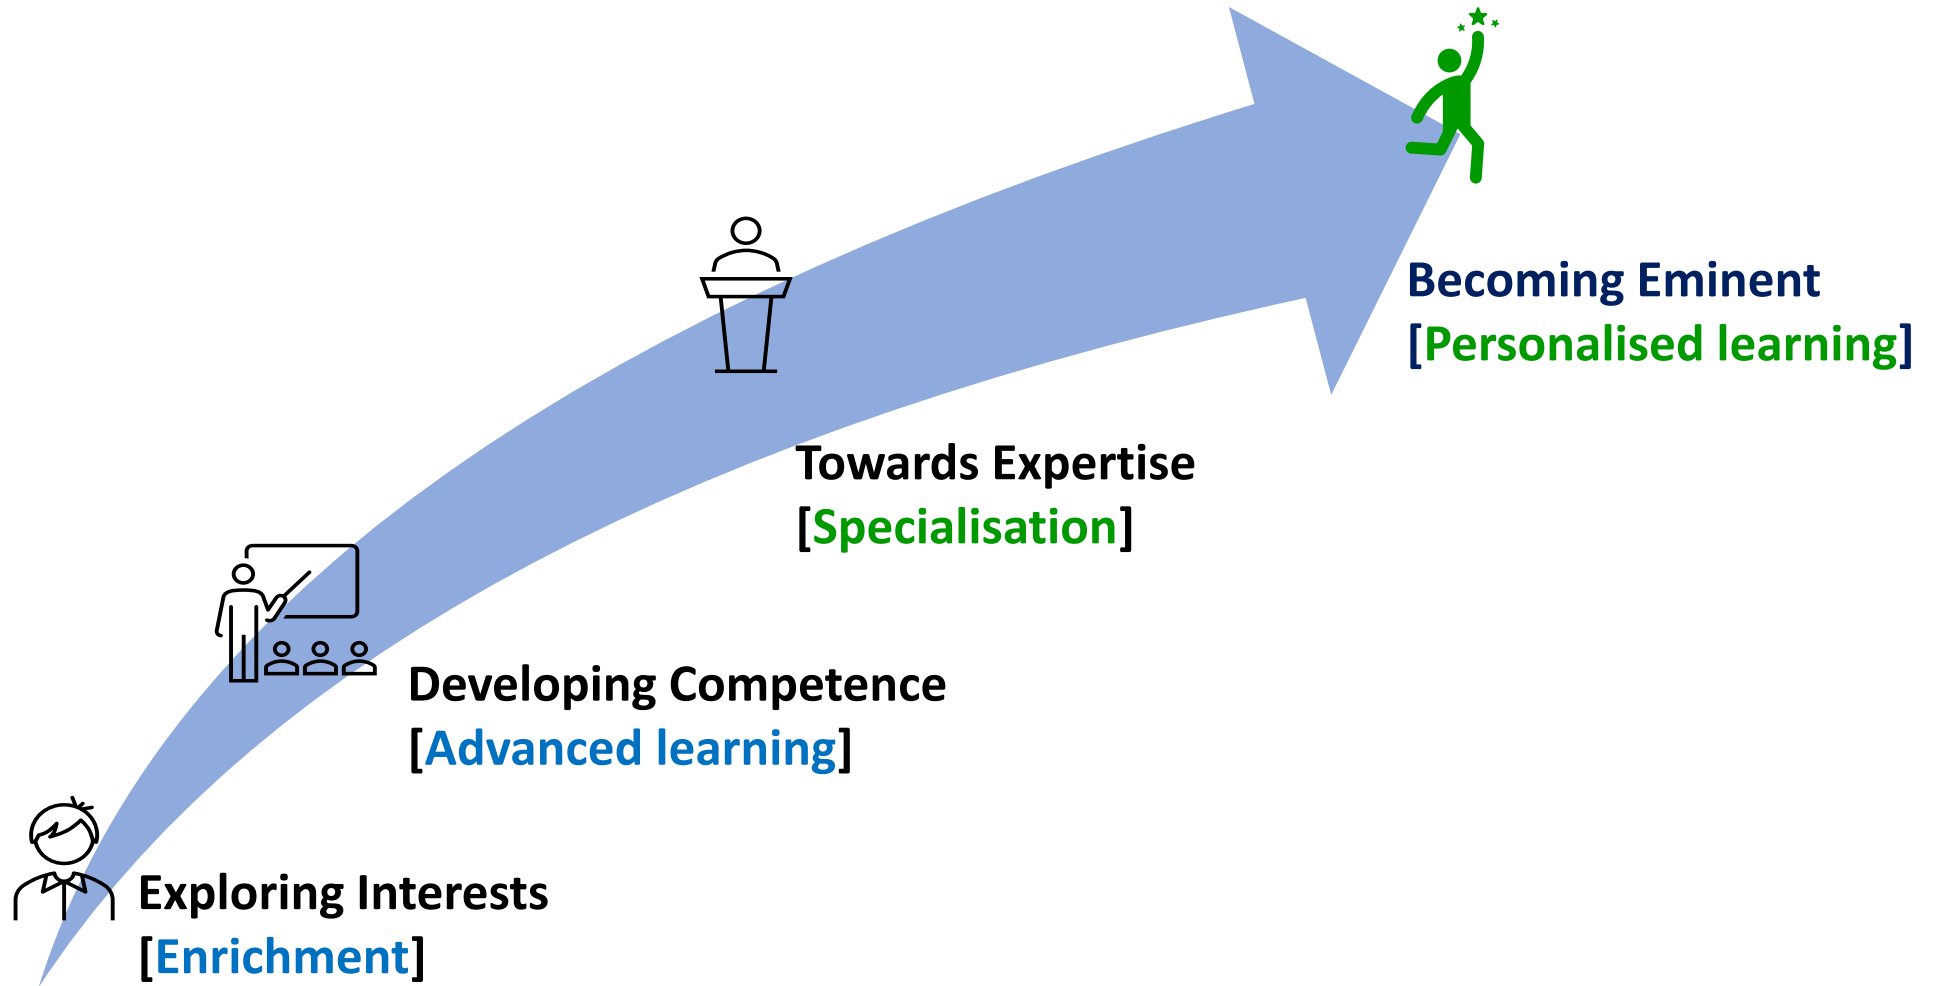 Becoming Eminent
[Personalised learning]
Towards Expertise
[Specialisation]
Developing Competence
[Advanced learning]
Exploring Interests
[Enrichment]